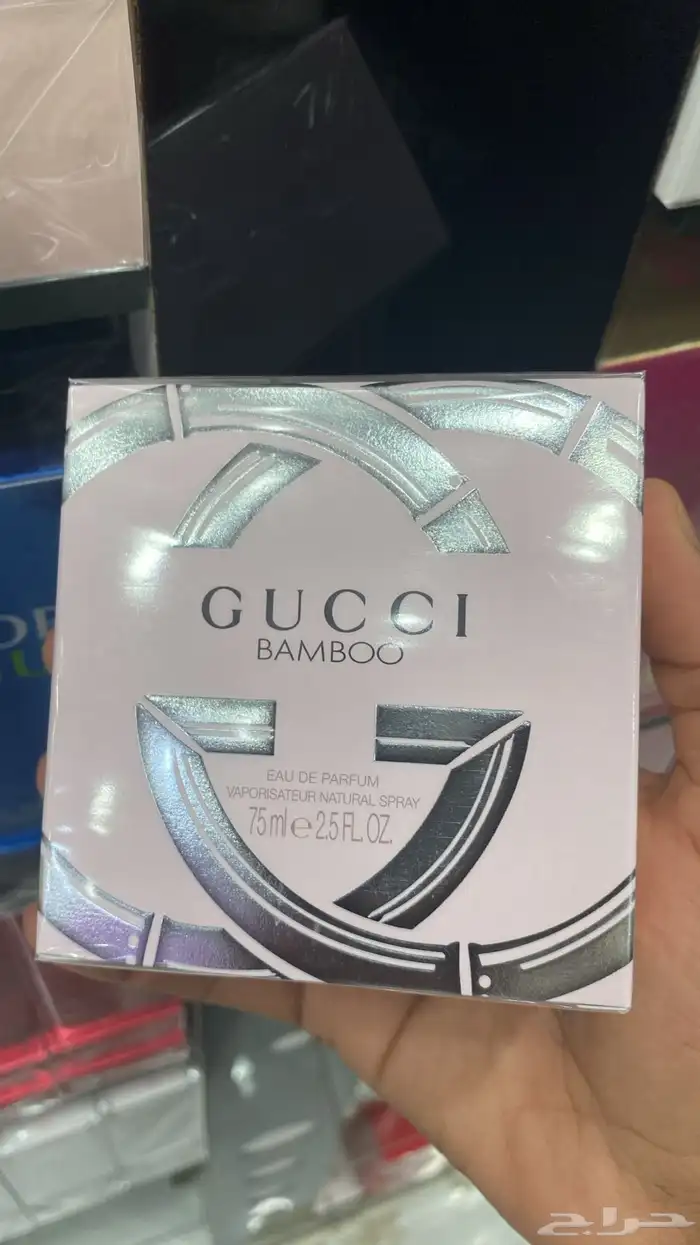 GUCCI
BAMBOO
EAU DE PARFUM
VAPORISATEUR NATURAL SPRAY
75 ml e 2.5 FL. OZ.
حراج